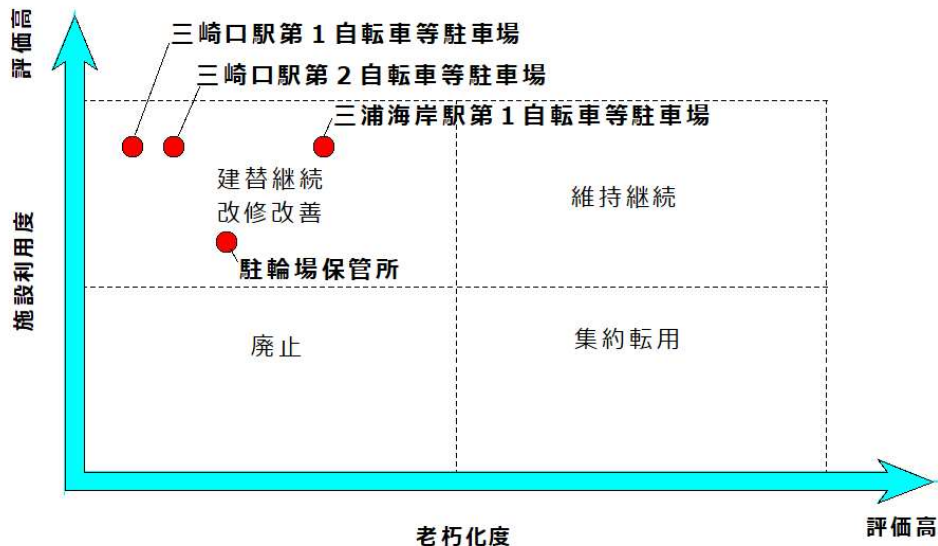 評価高
三崎口駅第１自転車等駐車場
三崎口駅第２自転車等駐車場
三浦海岸駅第１自転車等駐車場
建替継続
改修改善
維持継続
駐輪場保管所
施設利用度
廃止
集約転用
老朽化度
評価高